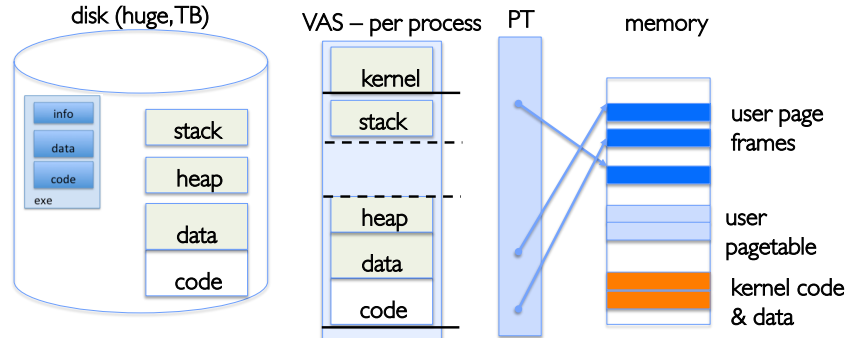 disk (huge, TB)
info
data
code
exe
stack
heap
data
code
VAS – per process
kernel
stack
heap
data
code
PT
memory
user page
frames
user
pagetable
kernel code
& data